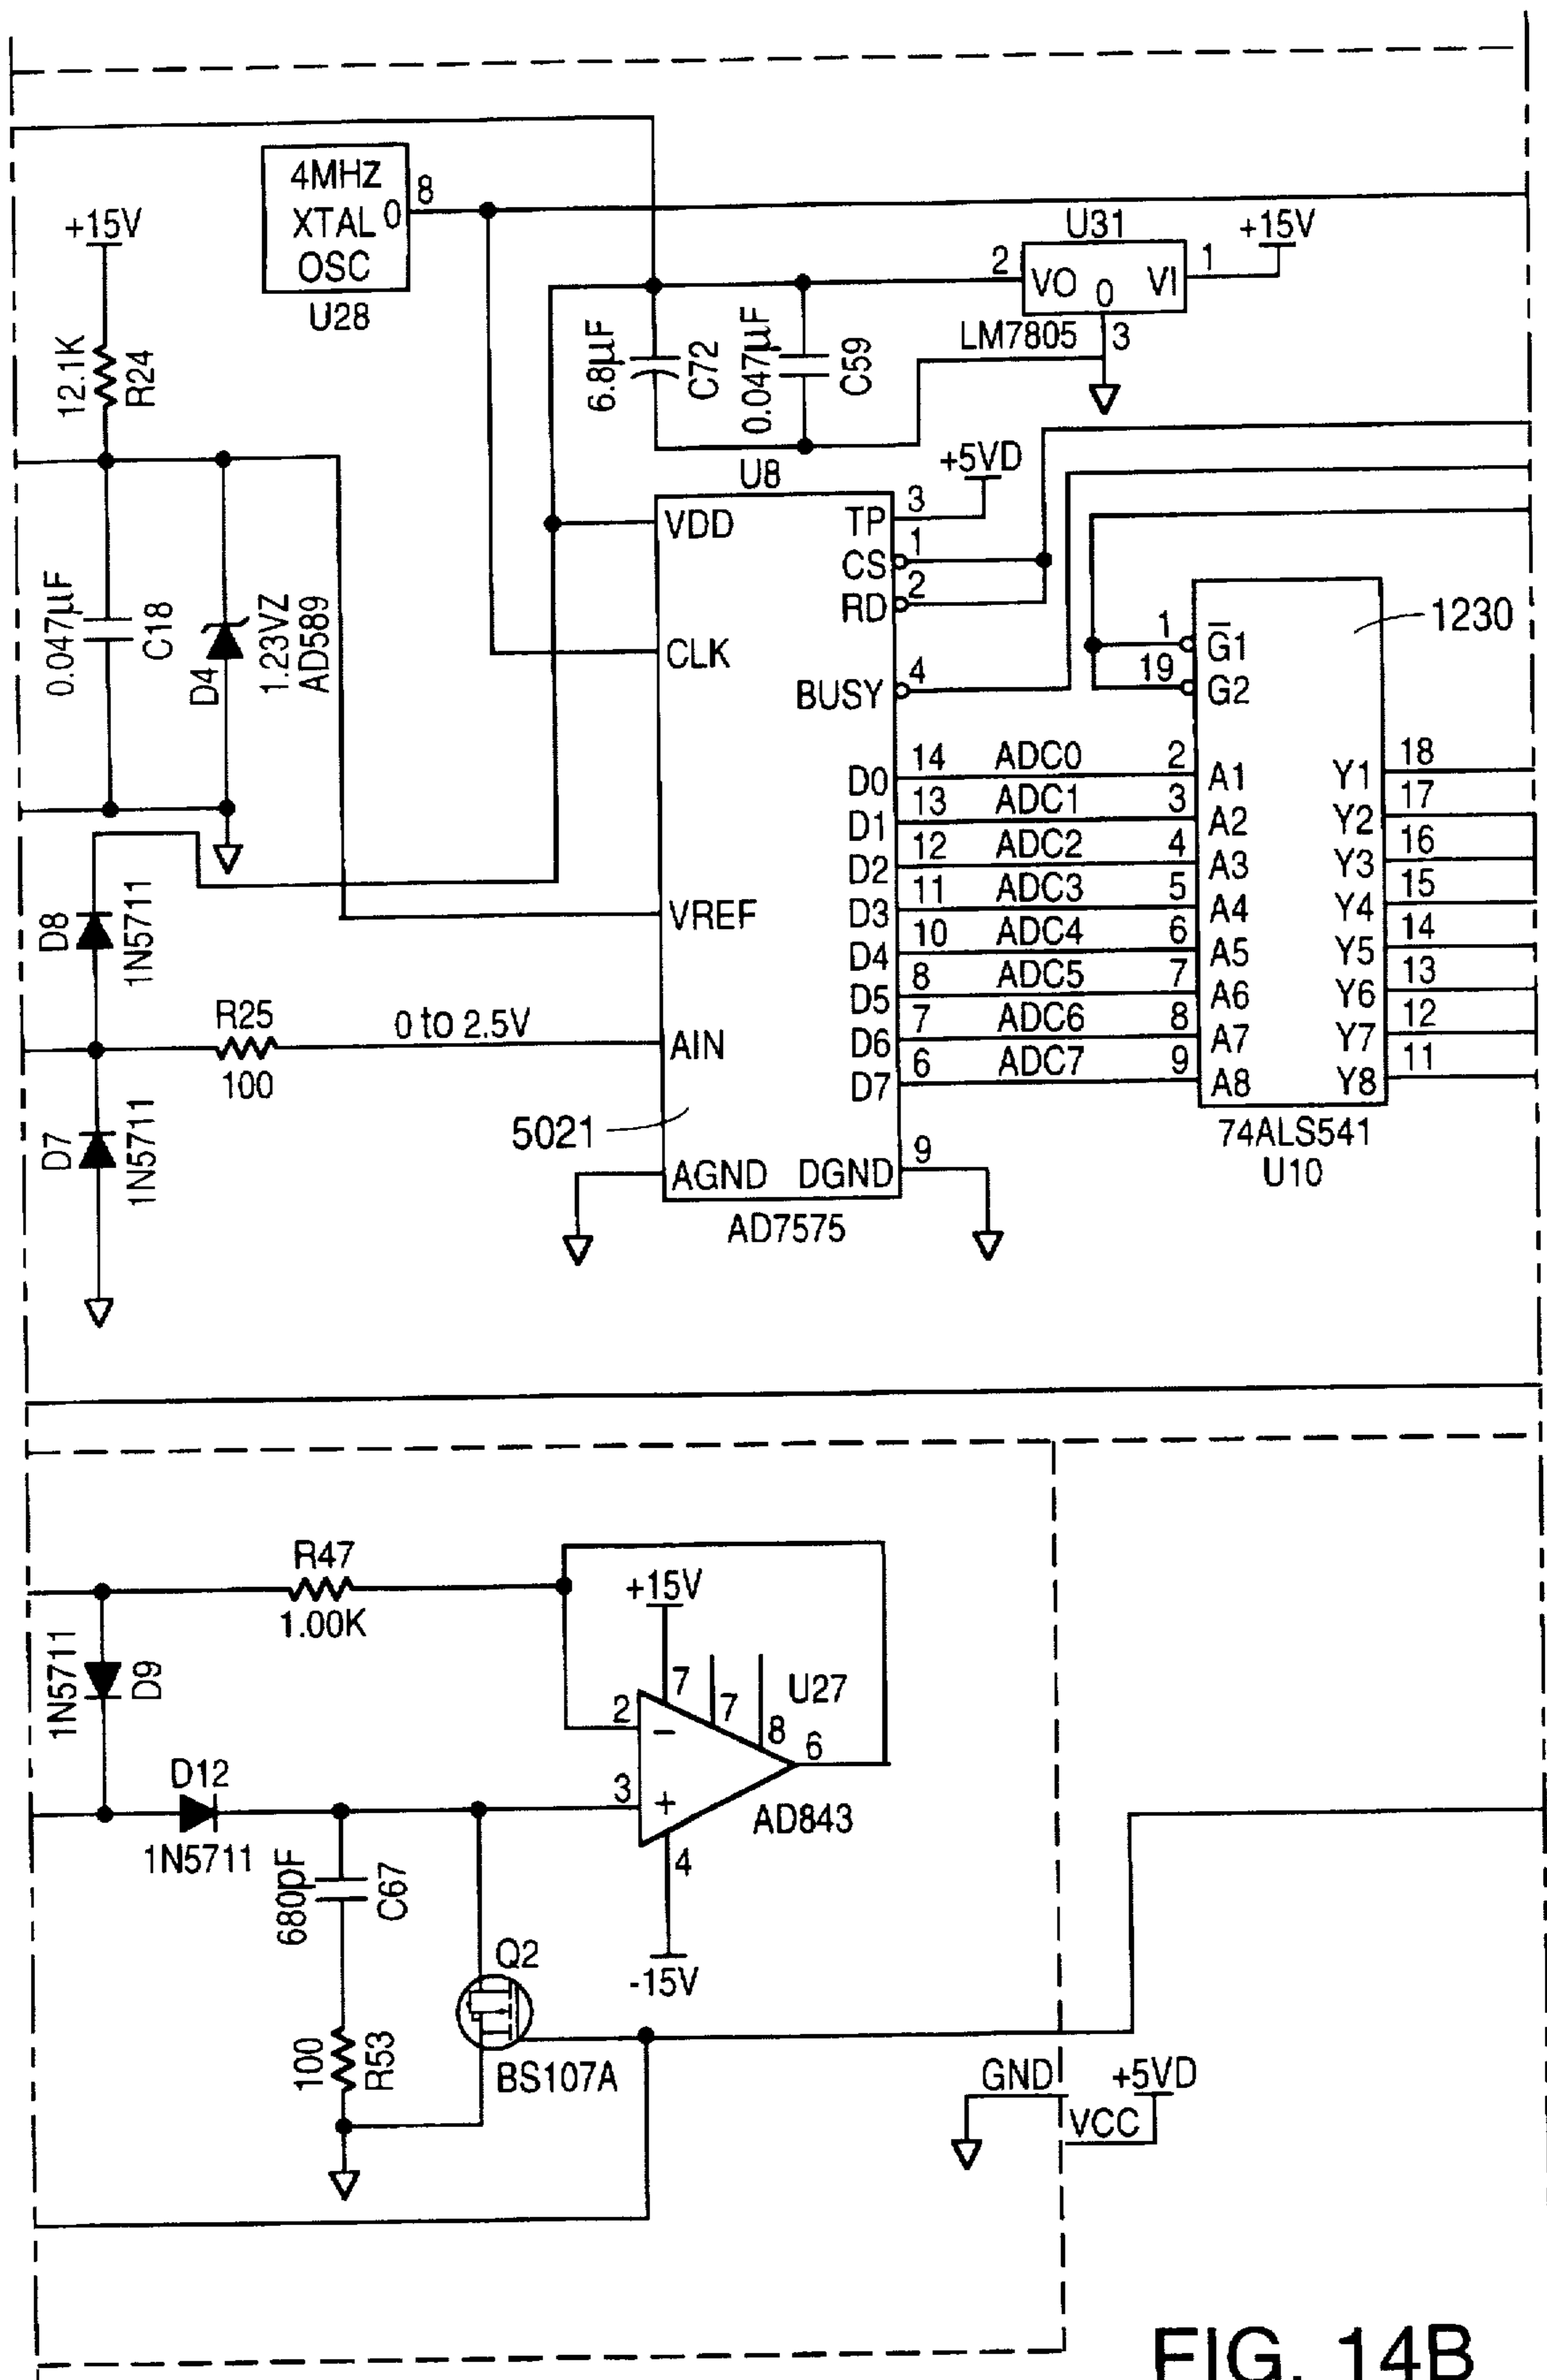 4MHZ
XTAL 0
OSC
U28
8
+15V
12.1K
R24
U31
+15V
2
VO
0
VI
1
LM7805
3
6.8µF
C72
0.047µF
C59
U8
+5VD
VDD
TP
3
CS
1
RD
2
CLK
BUSY
4
0.047µF
C18
D4
1.23VZ
AD589
1230
1
G̅1
19
G2
D0
14
ADC0
2
A1
Y1
18
D1
13
ADC1
3
A2
Y2
17
D2
12
ADC2
4
A3
Y3
16
D3
11
ADC3
5
A4
Y4
15
D4
10
ADC4
6
A5
Y5
14
D5
8
ADC5
7
A6
Y6
13
D6
7
ADC6
8
A7
Y7
12
D7
6
ADC7
9
A8
Y8
11
74ALS541
U10
D8
1N5711
VREF
R25
100
0 to 2.5V
AIN
D7
1N5711
5021
AGND
DGND
9
AD7575
R47
1.00K
+15V
1N5711
D9
7
7
8
U27
2
−
6
3
+
AD843
4
-15V
D12
1N5711
680pF
C67
Q2
BS107A
100
R53
GND
+5VD
VCC
FIG. 14B